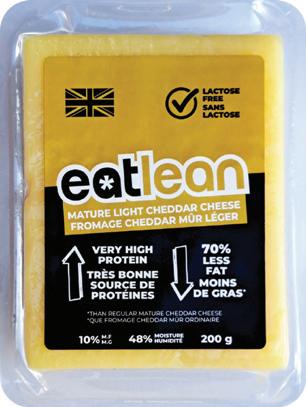 LACTOSE
FREE
SANS
LACTOSE
eatlean
MATURE LIGHT CHEDDAR CHEESE
FROMAGE CHEDDAR MÛR LÉGER
VERY HIGH
PROTEIN
TRÈS BONNE
SOURCE DE
PROTÉINES
70%
LESS
FAT
MOINS
DE GRAS*
*THAN REGULAR MATURE CHEDDAR CHEESE
*QUE FROMAGE CHEDDAR MÛR ORDINAIRE
10% M.F M.G 48% MOISTURE HUMIDITÉ 200 g